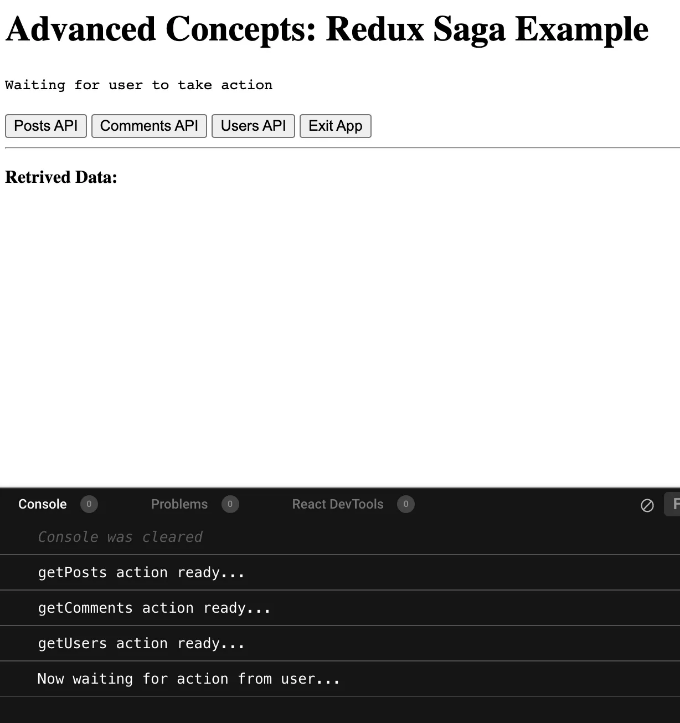 Advanced Concepts: Redux Saga Example
Waiting for user to take action
Posts API Comments API Users API Exit App
Retrived Data:
Console 0 Problems 0 React DevTools 0 F
Console was cleared
getPosts action ready...
getComments action ready...
getUsers action ready...
Now waiting for action from user...